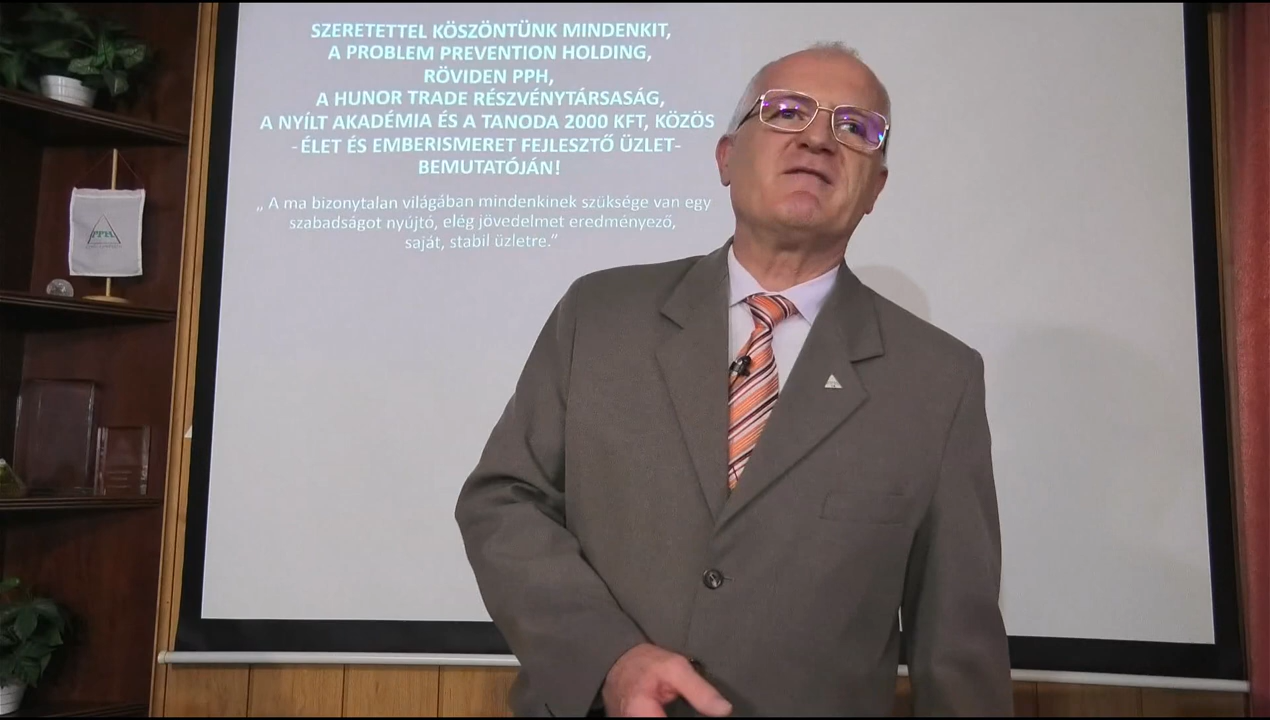 SZERETETTEL KÖSZÖNTÜNK MINDENKIT,
A PROBLEM PREVENTION HOLDING,
RÖVIDEN PPH,
A HUNOR TRADE RÉSZVÉNYTÁRSASÁG,
A NYÍLT AKADÉMIA ÉS A TANODA 2000 KFT, KÖZÖS
-ÉLET ÉS EMBERISMERET FEJLESZTŐ ÜZLET-
BEMUTATÓJÁN!
„ A ma bizonytalan világában mindenkinek szüksége van egy
szabadságot nyújtó, elég jövedelmet eredményező,
saját, stabil üzletre.”